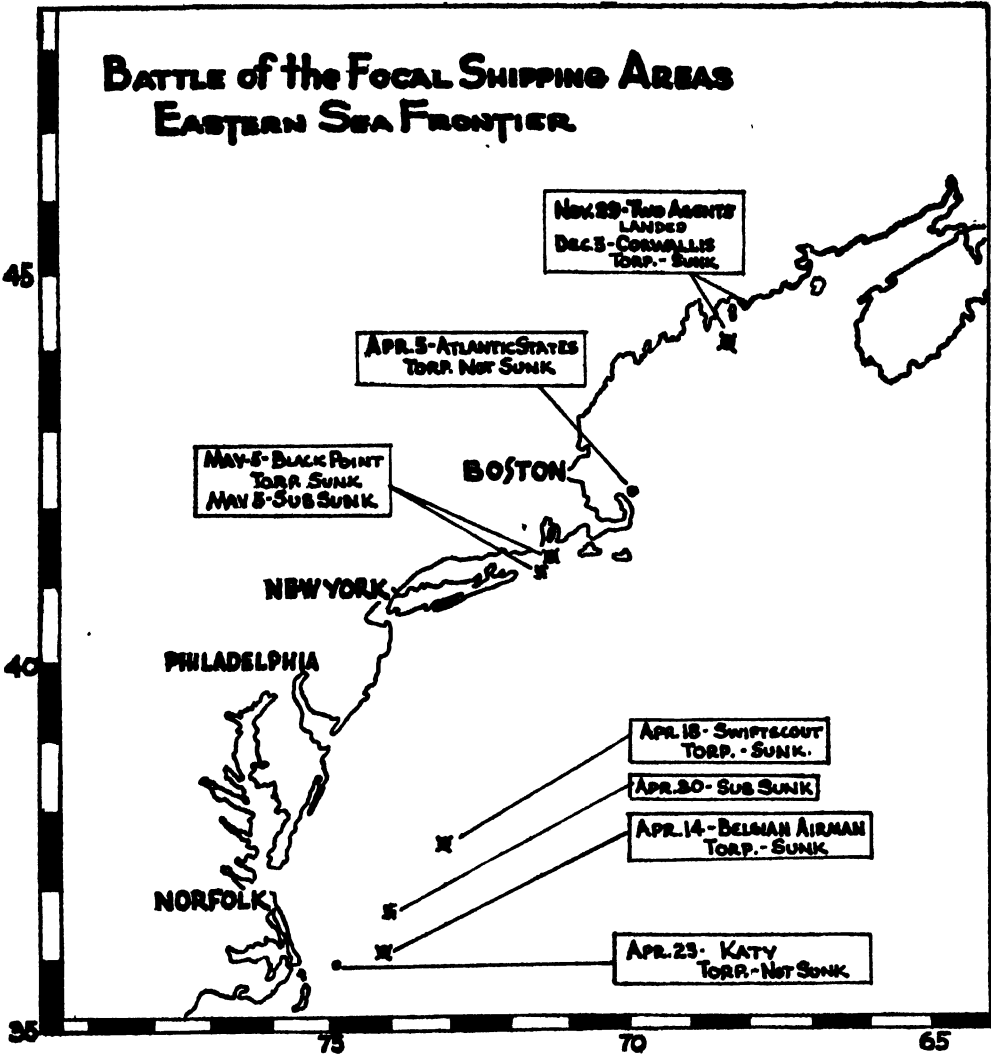 BATTLE of the FOCAL SHIPPING AREAS
EASTERN SEA FRONTIER
NOV. 29-TWO AGENTS
LANDED
DEC. 3-CORWALLIS
TORP.- SUNK
45
APR. 5-ATLANTIC STATES
TORP. NOT SUNK
MAY-5-BLACK POINT
TORP. SUNK
MAY 5-SUB SUNK
BOSTON
NEW YORK
40
PHILADELPHIA
APR. 18- SWIFTSCOUT
TORP. - SUNK.
APR. 30- SUB SUNK
APR. 14-BELGIAN AIRMAN
TORP.- SUNK
NORFOLK
APR. 23- KATY
TORP.-NOT SUNK
35
75
70
65